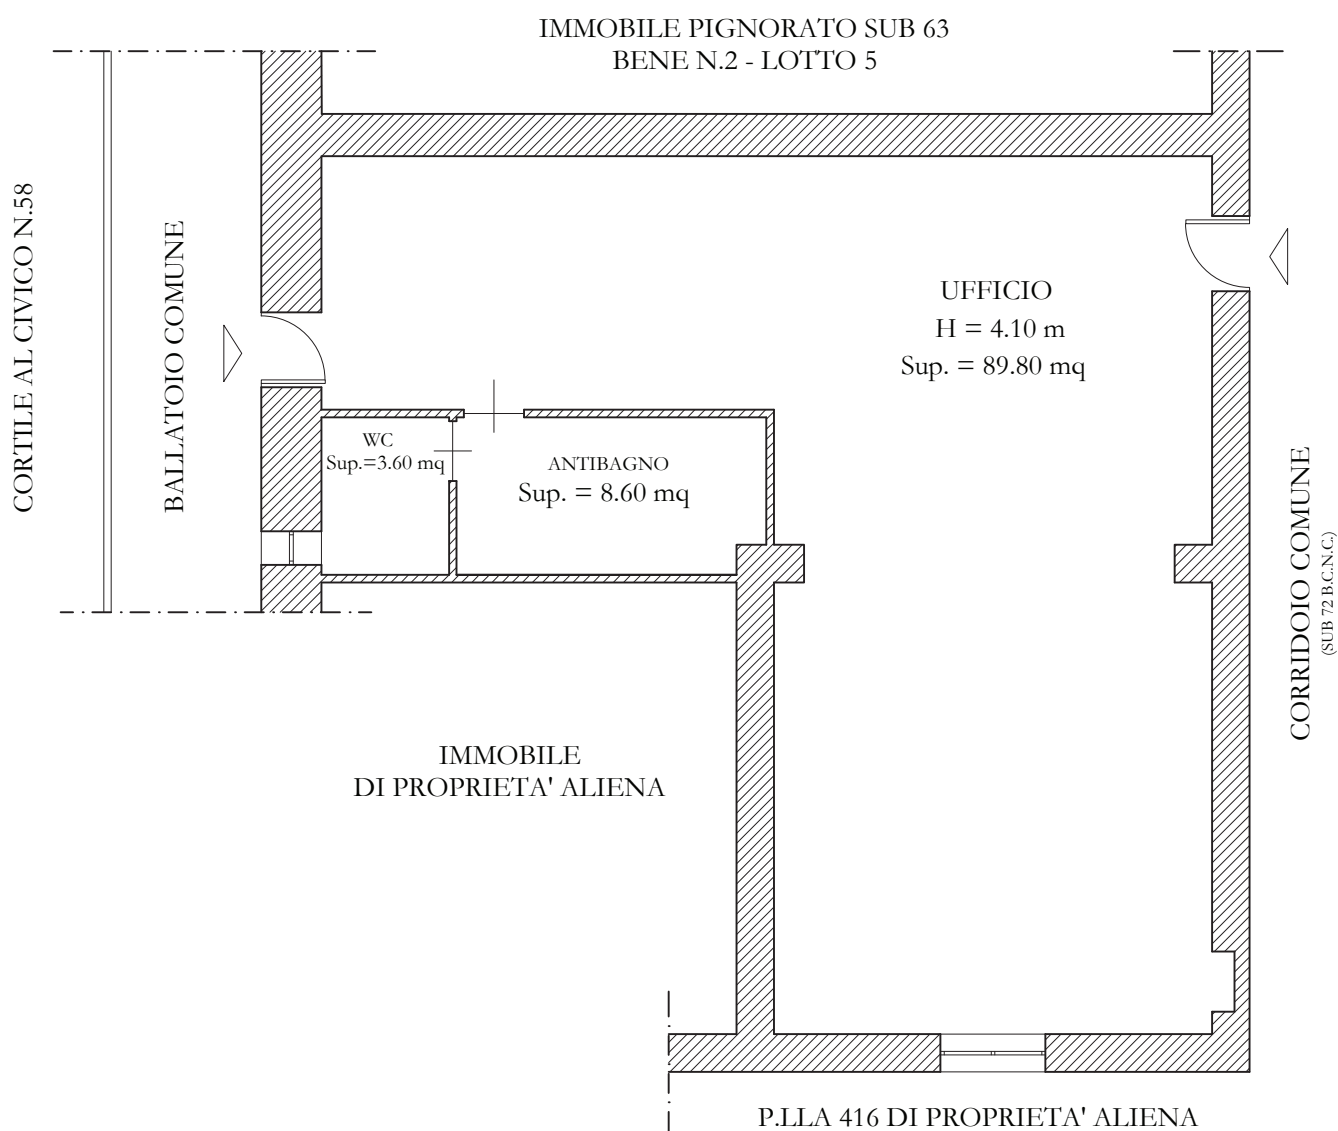 IMMOBILE PIGNORATO SUB 63
BENE N.2 - LOTTO 5
CORTILE AL CIVICO N.58
BALLATOIO COMUNE
UFFICIO
H = 4.10 m
Sup. = 89.80 mq
WC
Sup.=3.60 mq
ANTIBAGNO
Sup. = 8.60 mq
CORRIDOIO COMUNE
(SUB 72 B.C.N.C.)
IMMOBILE
DI PROPRIETA' ALIENA
P.LLA 416 DI PROPRIETA' ALIENA